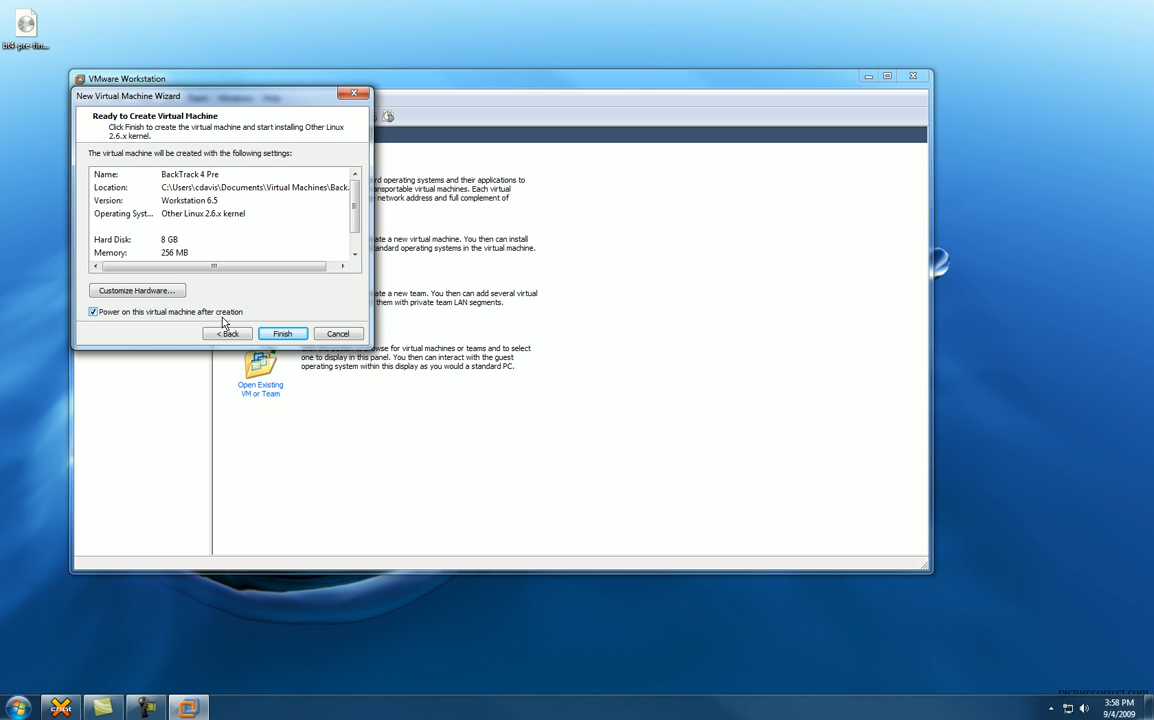 bt4-pre-fin...
VMware Workstation
New Virtual Machine Wizard
Team Windows Help
Ready to Create Virtual Machine
Click Finish to create the virtual machine and start installing Other Linux
2.6.x kernel.
The virtual machine will be created with the following settings:
Name: BackTrack 4 Pre
Location: C:\Users\cdavis\Documents\Virtual Machines\Back.
Version: Workstation 6.5
Operating Syst... Other Linux 2.6.x kernel
Hard Disk: 8 GB
Memory: 256 MB
Customize Hardware...
Power on this virtual machine after creation
< Back Finish Cancel
rd operating systems and their applications to
ransportable virtual machines. Each virtual
network address and full complement of
ate a new virtual machine. You then can install
tandard operating systems in the virtual machine.
ate a new team. You then can add several virtual
them with private team LAN segments.
owse for virtual machines or teams and to select
one to display in this panel. You then can interact with the guest
operating system within this display as you would a standard PC.
Open Existing
VM or Team
picturecorrect.com
chat
3:58 PM
9/4/2009